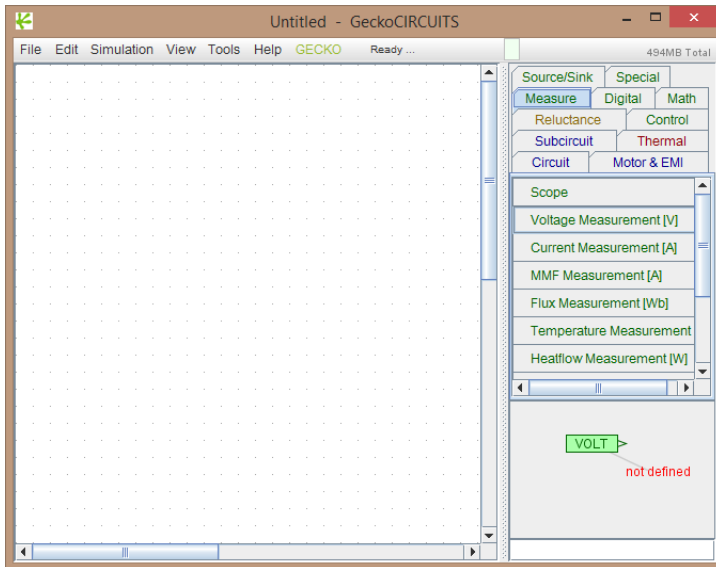 Untitled - GeckoCIRCUITS
File Edit Simulation View Tools Help GECKO Ready ... 494MB Total
Source/Sink Special
Measure Digital Math
Reluctance Control
Subcircuit Thermal
Circuit Motor & EMI
Scope
Voltage Measurement [V]
Current Measurement [A]
MMF Measurement [A]
Flux Measurement [Wb]
Temperature Measurement
Heatflow Measurement [W]
VOLT
not defined